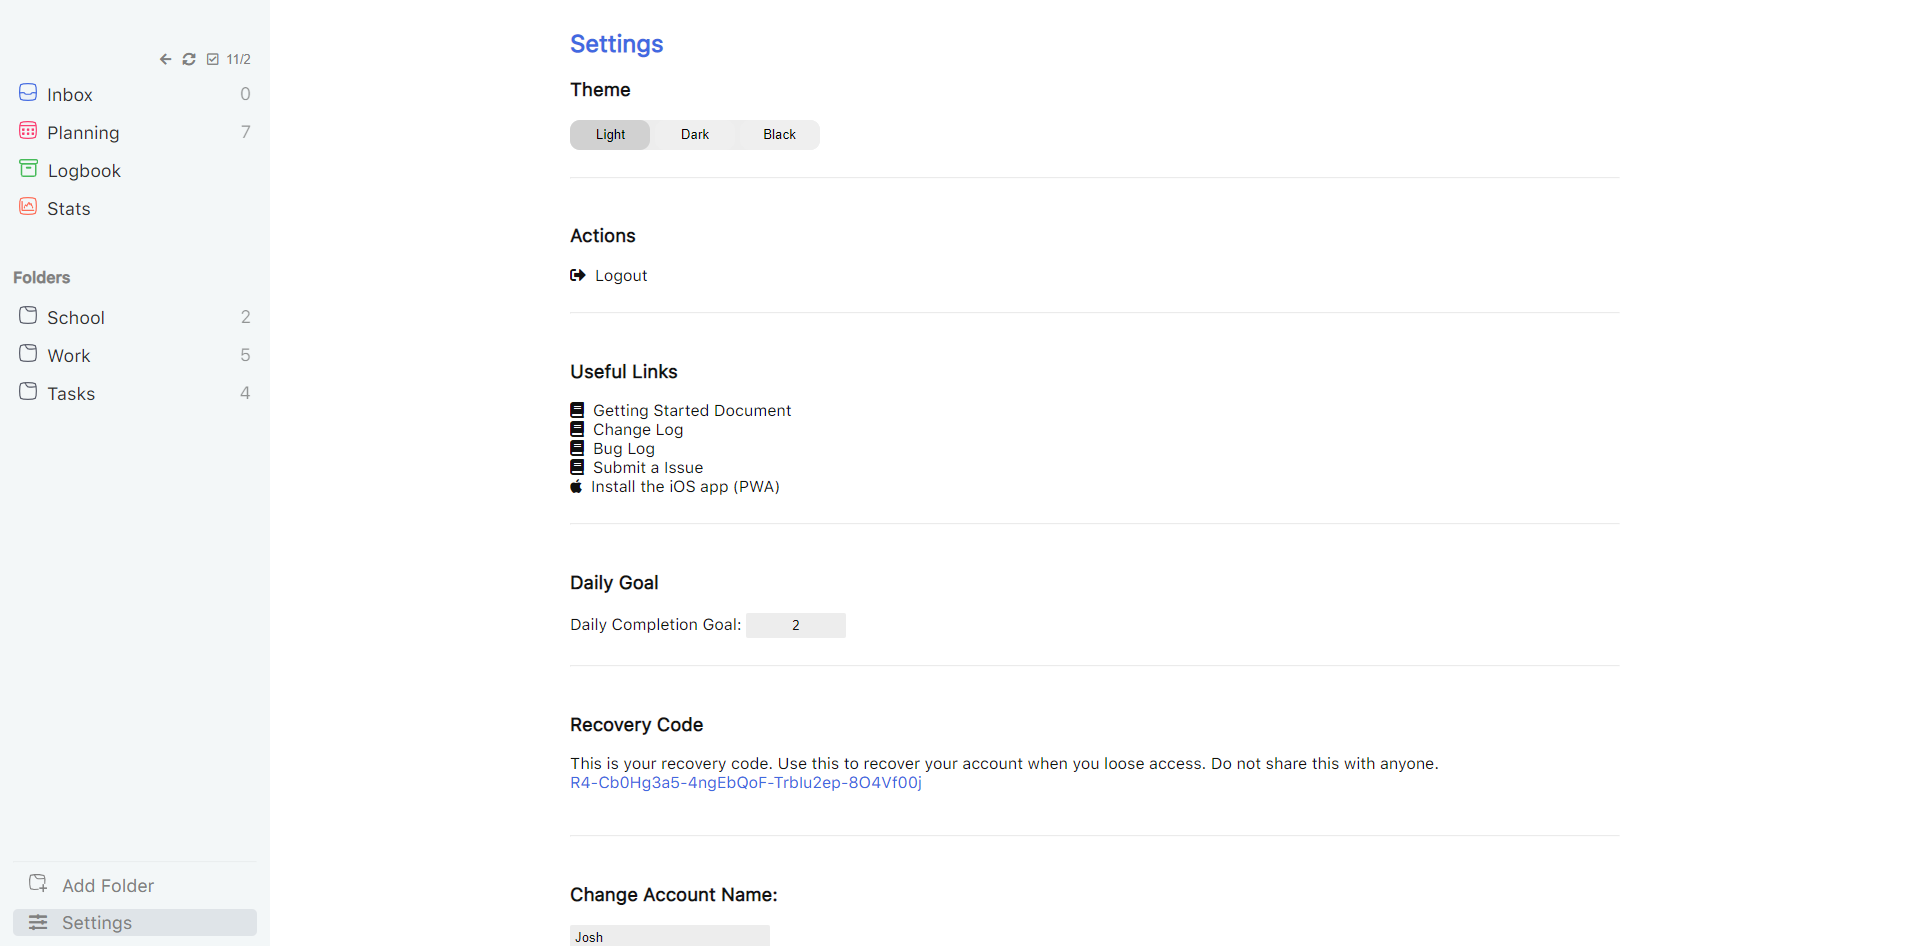 11/2
Inbox 0
Planning 7
Logbook
Stats
Folders
School 2
Work 5
Tasks 4
Add Folder
Settings
Settings
Theme
Light Dark Black
Actions
Logout
Useful Links
Getting Started Document
Change Log
Bug Log
Submit a Issue
Install the iOS app (PWA)
Daily Goal
Daily Completion Goal: 2
Recovery Code
This is your recovery code. Use this to recover your account when you loose access. Do not share this with anyone.
R4-Cb0Hg3a5-4ngEbQoF-TrbIu2ep-8O4Vf00j
Change Account Name:
Josh